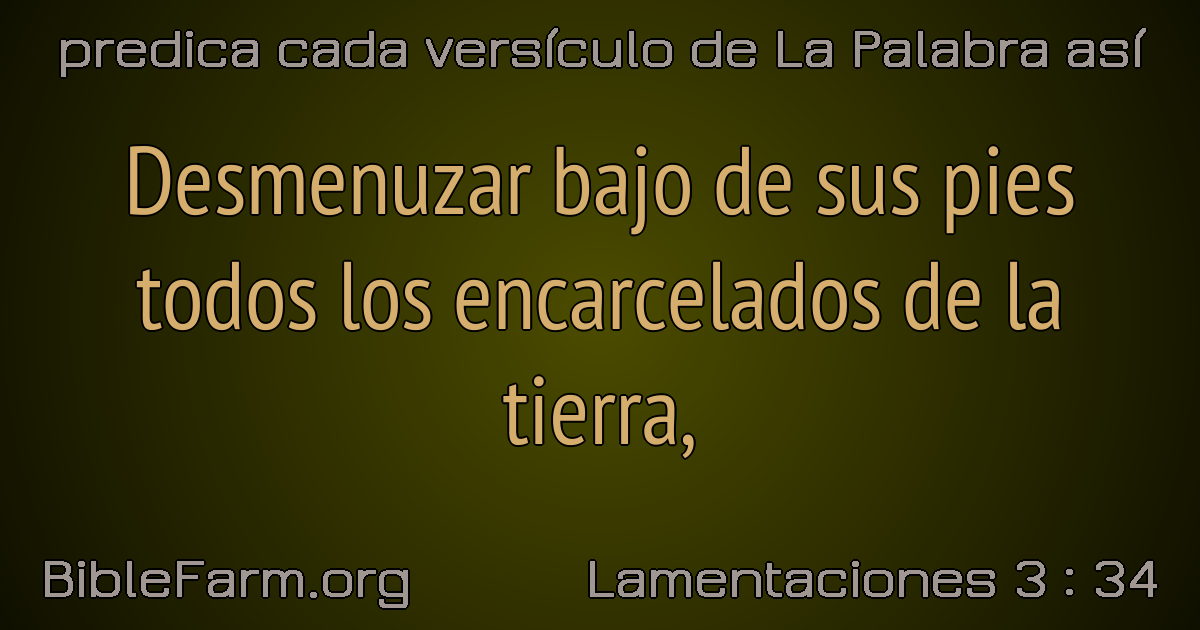 predica cada versículo de La Palabra así
Desmenuzar bajo de sus pies
todos los encarcelados de la
tierra,
BibleFarm.org
Lamentaciones 3 : 34